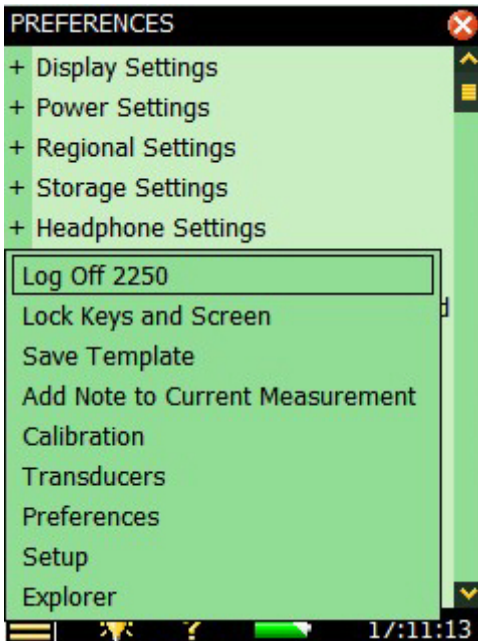 PREFERENCES
+ Display Settings
+ Power Settings
+ Regional Settings
+ Storage Settings
+ Headphone Settings
Log Off 2250
Lock Keys and Screen
Save Template
Add Note to Current Measurement
Calibration
Transducers
Preferences
Setup
Explorer
? 17:11:13